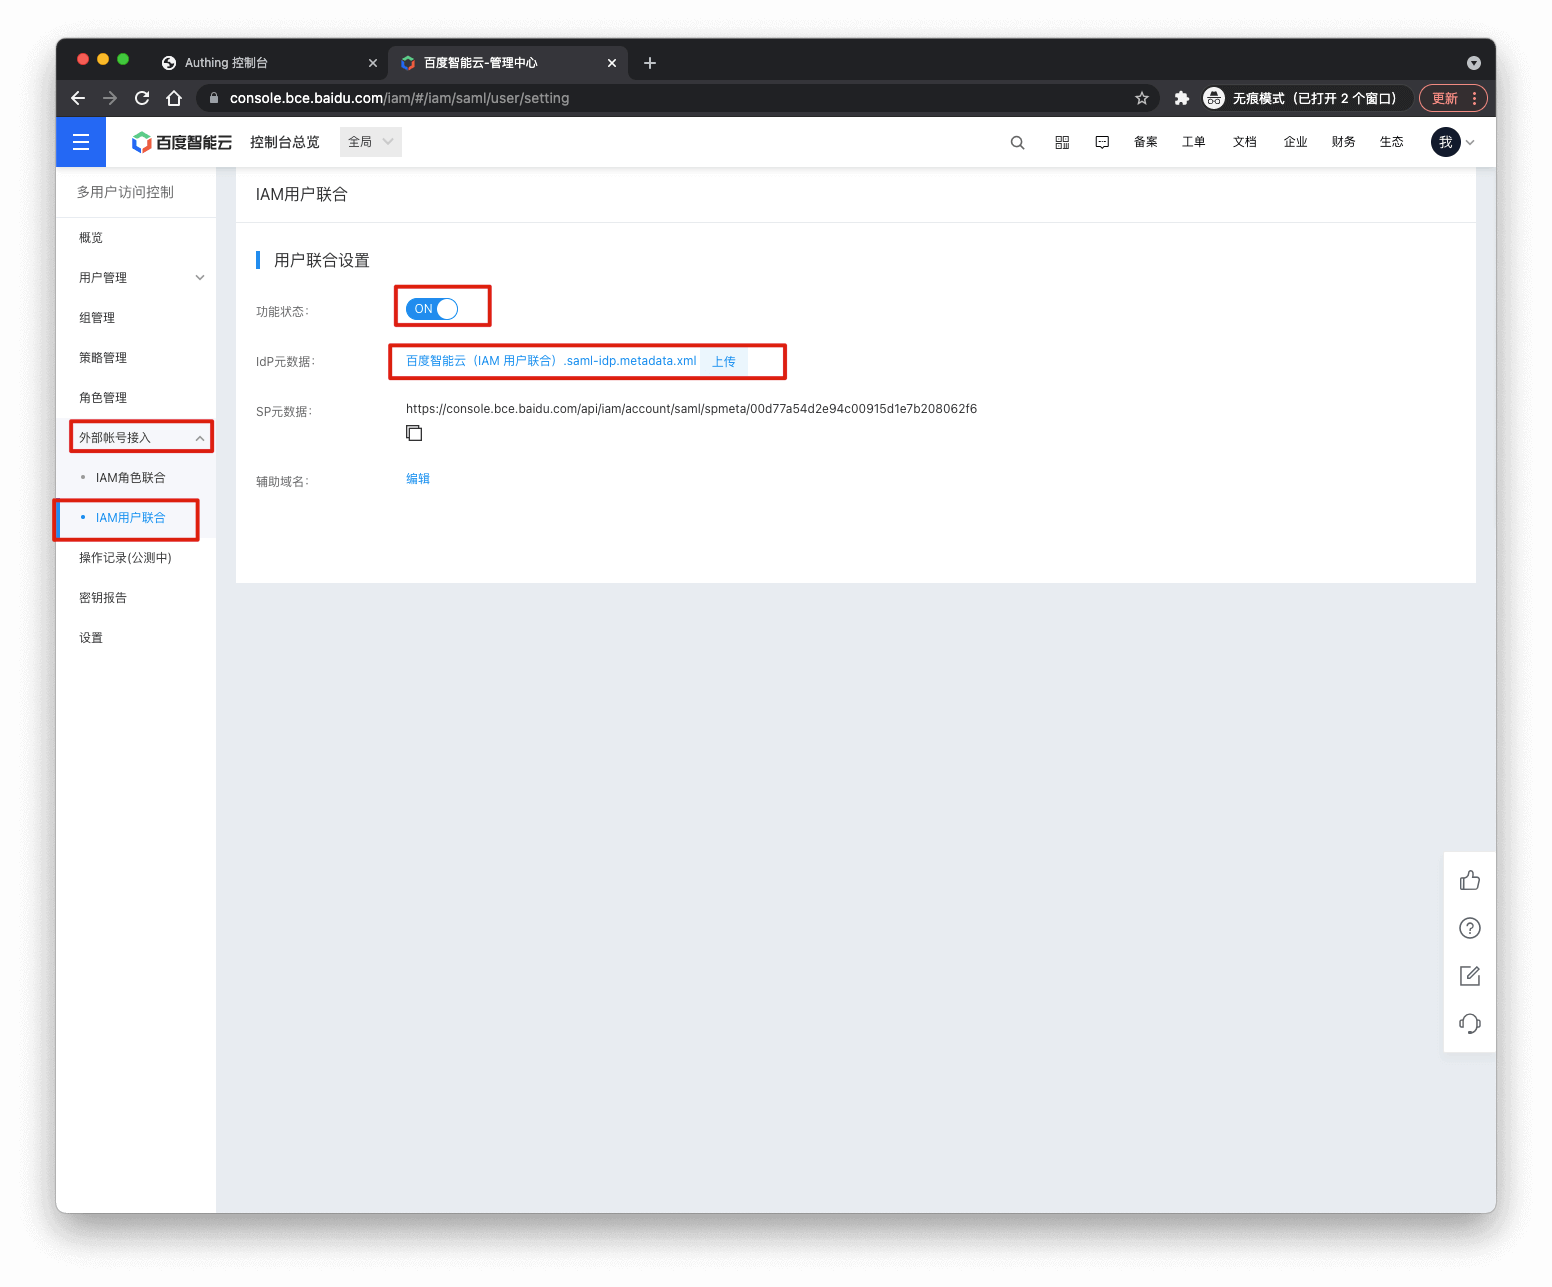 Authing 控制台
百度智能云-管理中心
console.bce.baidu.com/iam/#/iam/saml/user/setting
无痕模式（已打开 2 个窗口）
更新
百度智能云
控制台总览
全局
备案
工单
文档
企业
财务
生态
我
多用户访问控制
概览
用户管理
组管理
策略管理
角色管理
外部帐号接入
IAM角色联合
IAM用户联合
操作记录(公测中)
密钥报告
设置
IAM用户联合
用户联合设置
功能状态：
ON
IdP元数据：
百度智能云（IAM 用户联合）.saml-idp.metadata.xml
上传
SP元数据：
https://console.bce.baidu.com/api/iam/account/saml/spmeta/00d77a54d2e94c00915d1e7b208062f6
辅助域名：
编辑